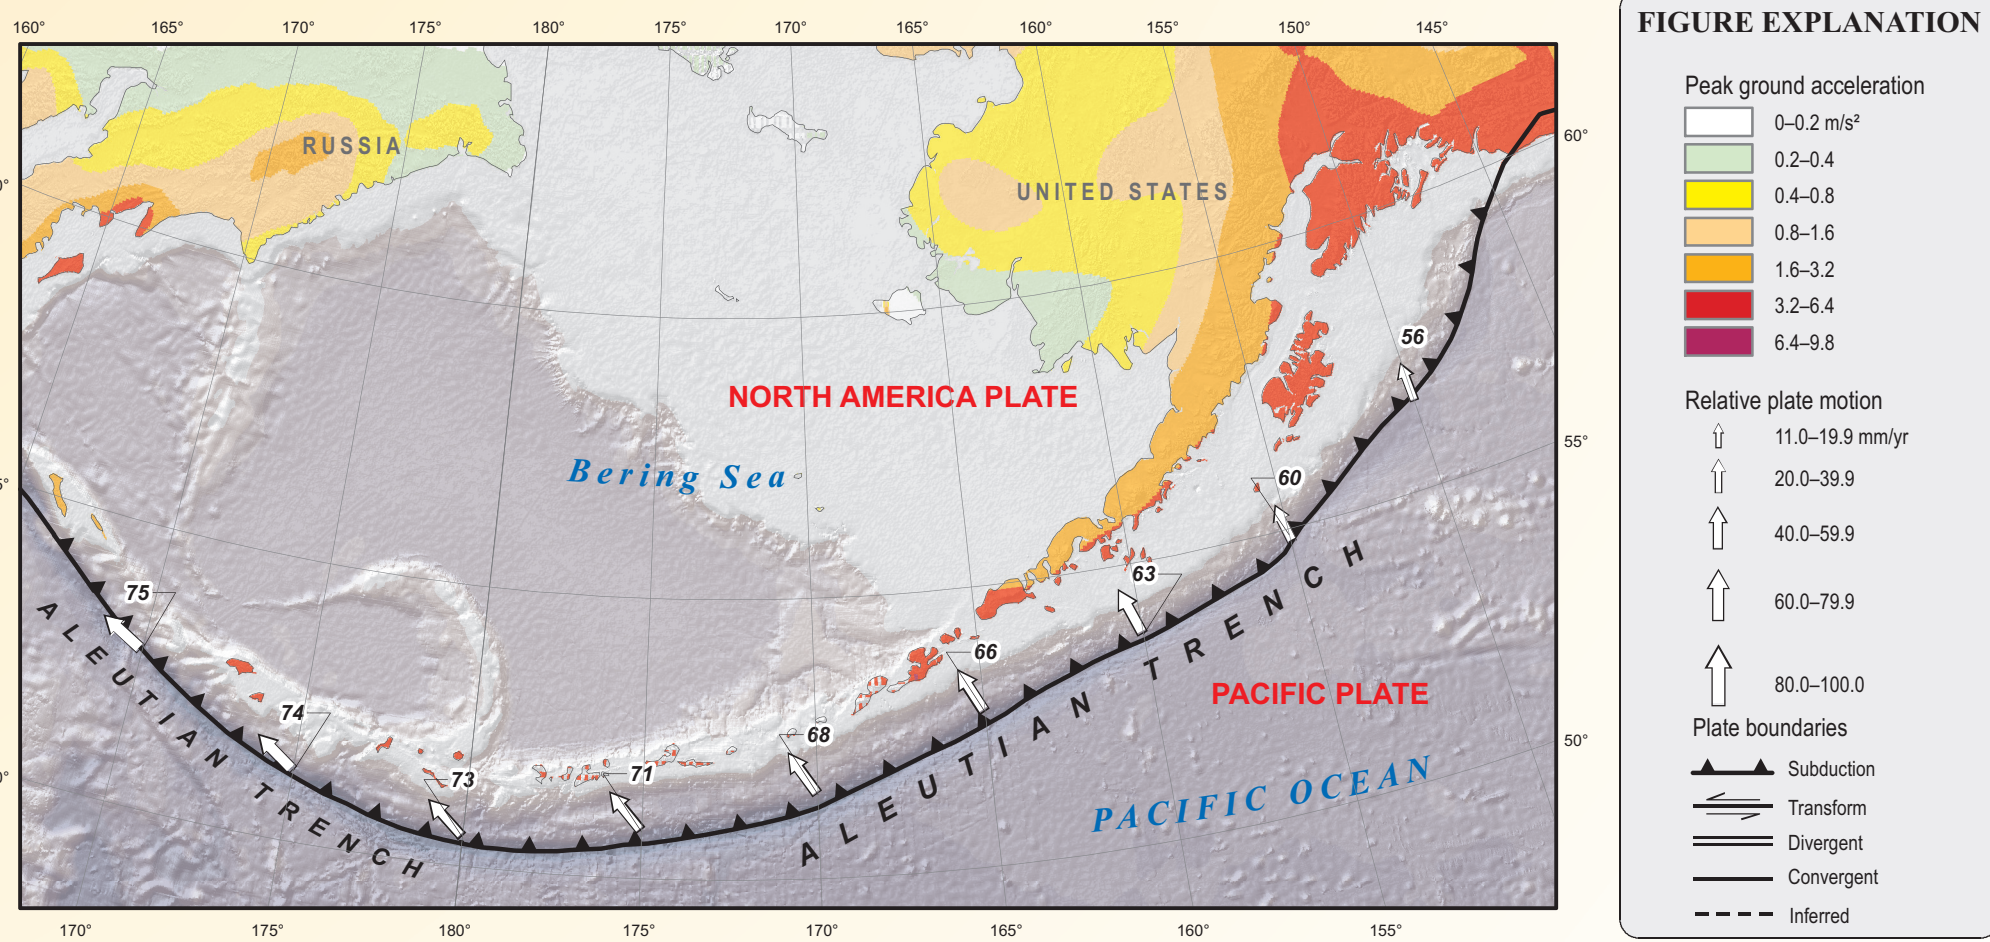 160° 165° 170° 175° 180° 175° 170° 165° 160° 155° 150° 145°
RUSSIA
UNITED STATES
60°
NORTH AMERICA PLATE
Bering Sea
55°
56
60
63
66
68
71
73
74
75
ALEUTIAN TRENCH
ALEUTIAN TRENCH
PACIFIC PLATE
PACIFIC OCEAN
50°
170° 175° 180° 175° 170° 165° 160° 155°
FIGURE EXPLANATION
Peak ground acceleration
0–0.2 m/s²
0.2–0.4
0.4–0.8
0.8–1.6
1.6–3.2
3.2–6.4
6.4–9.8
Relative plate motion
11.0–19.9 mm/yr
20.0–39.9
40.0–59.9
60.0–79.9
80.0–100.0
Plate boundaries
Subduction
Transform
Divergent
Convergent
Inferred